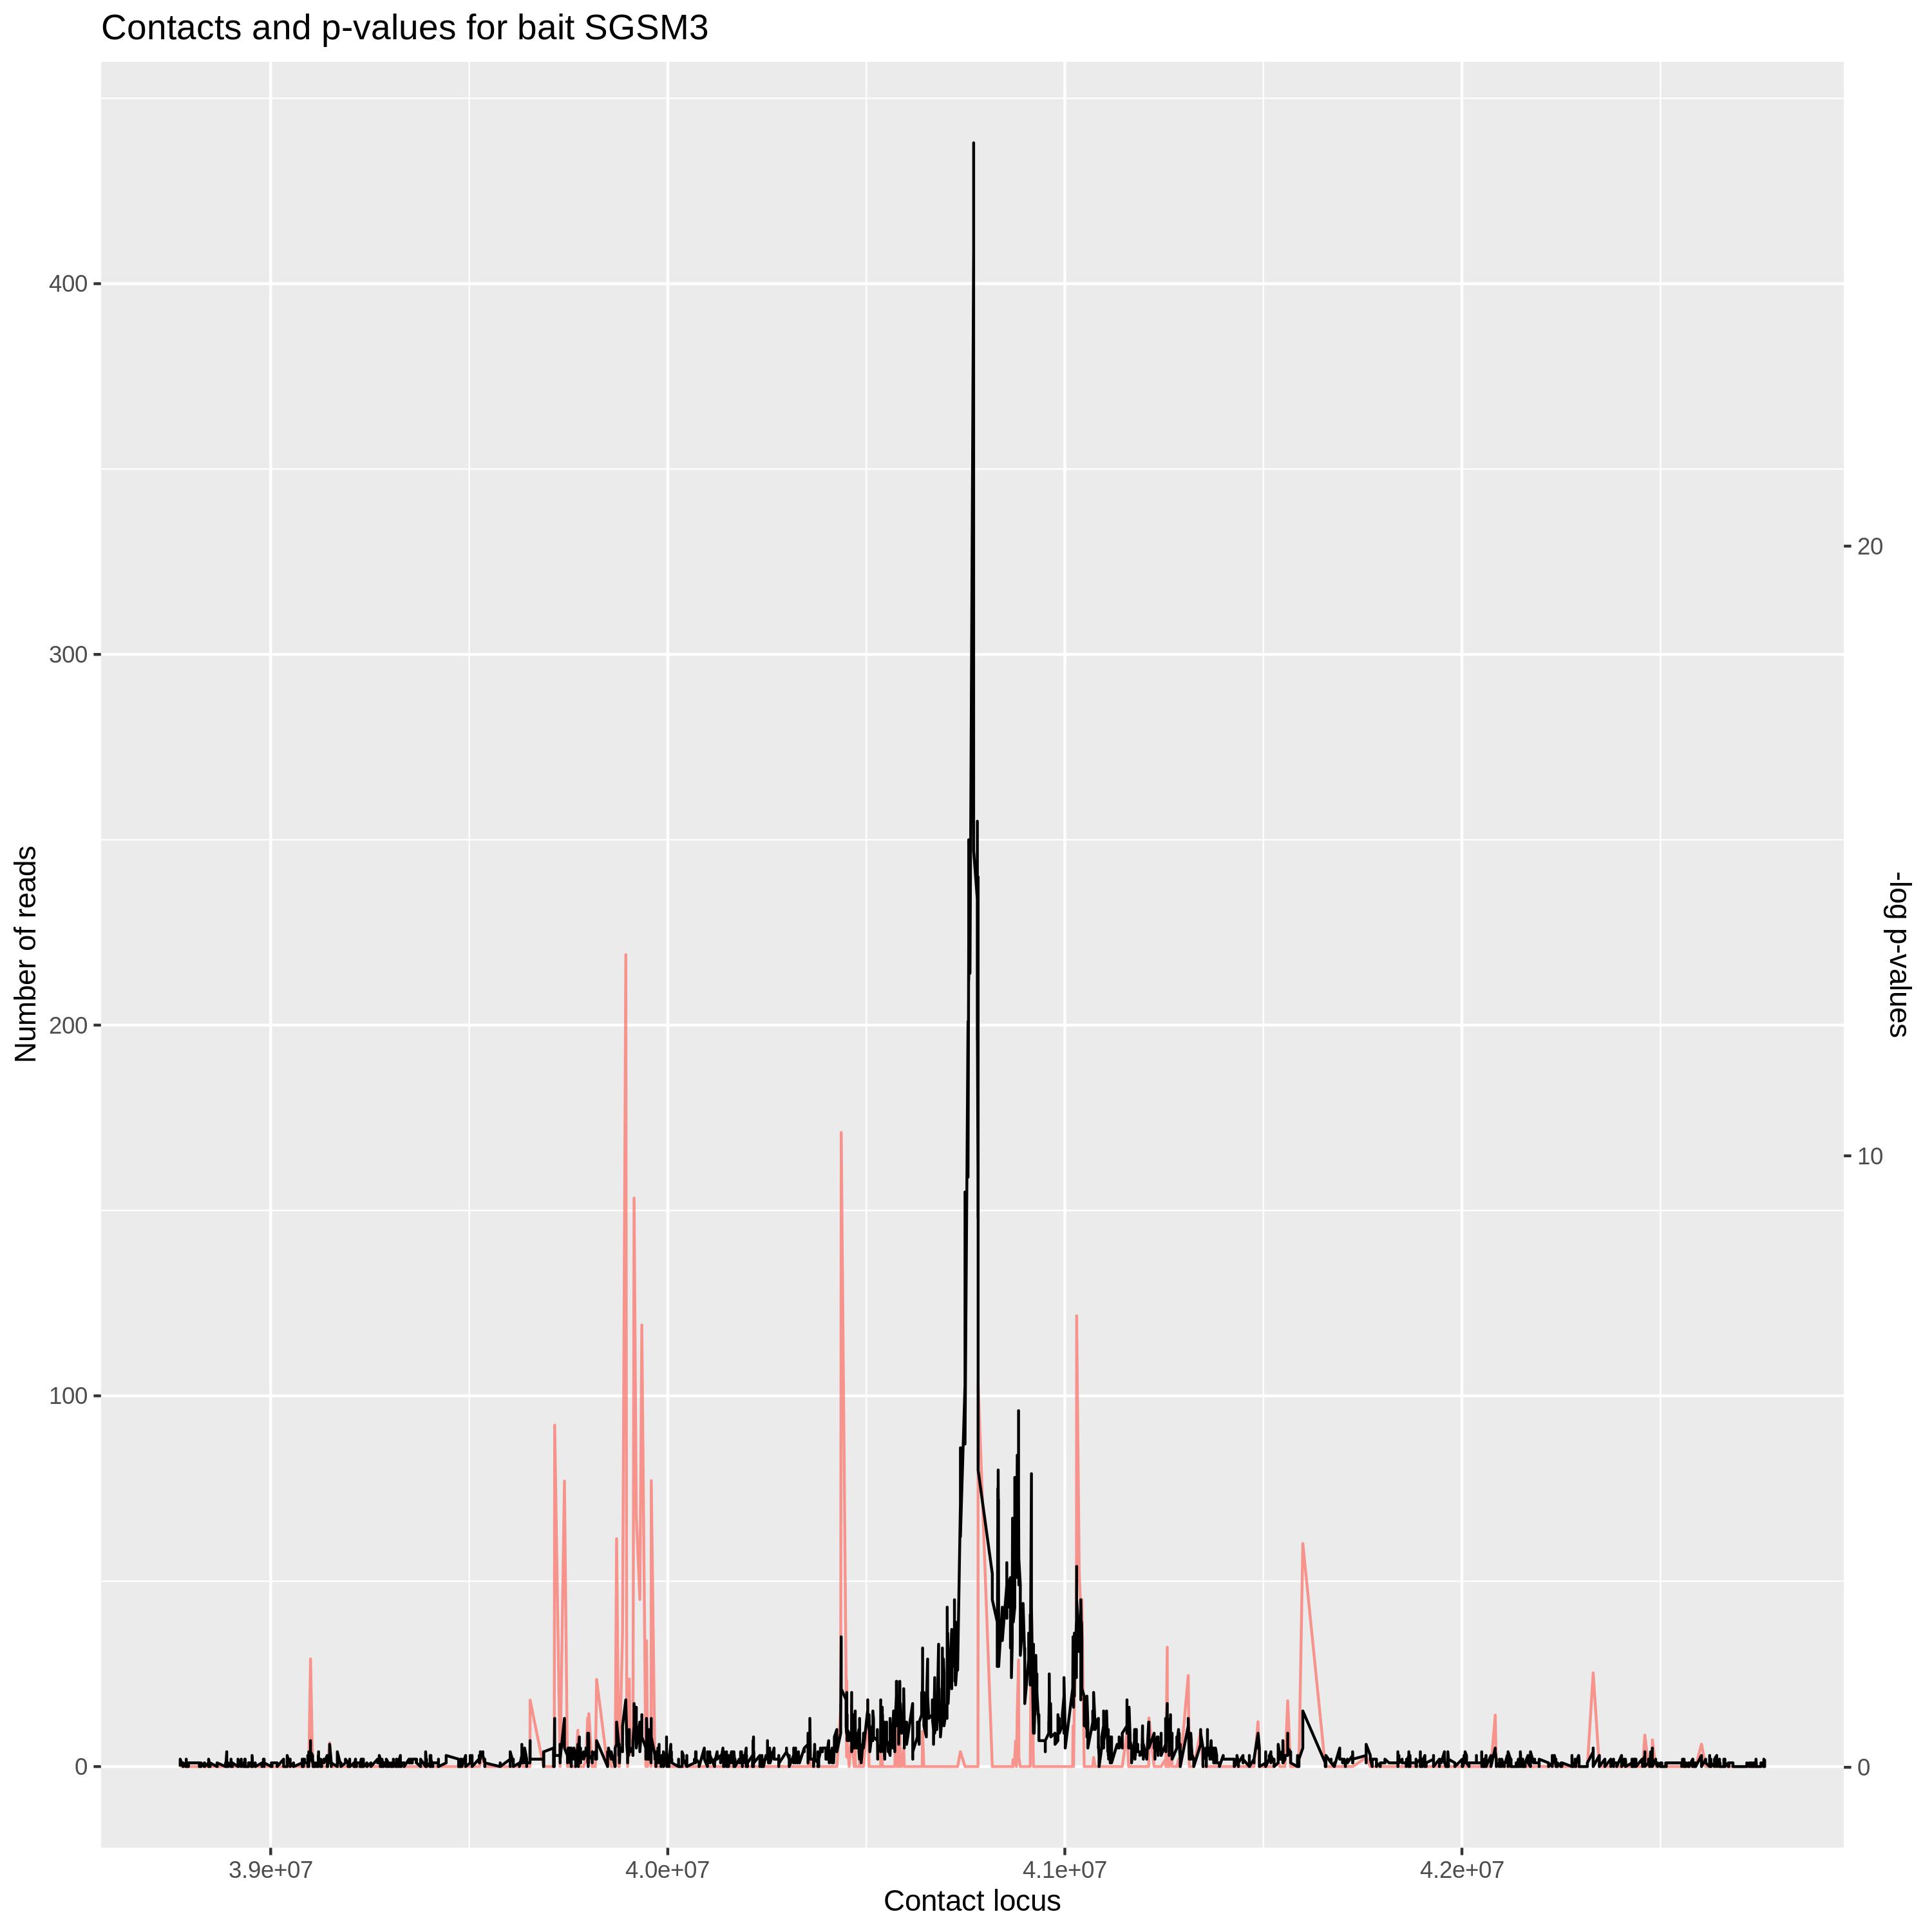 Contacts and p-values for bait SGSM3
400
300
200
100
0
Number of reads
20
10
0
-log p-values
3.9e+07
4.0e+07
4.1e+07
4.2e+07
Contact locus